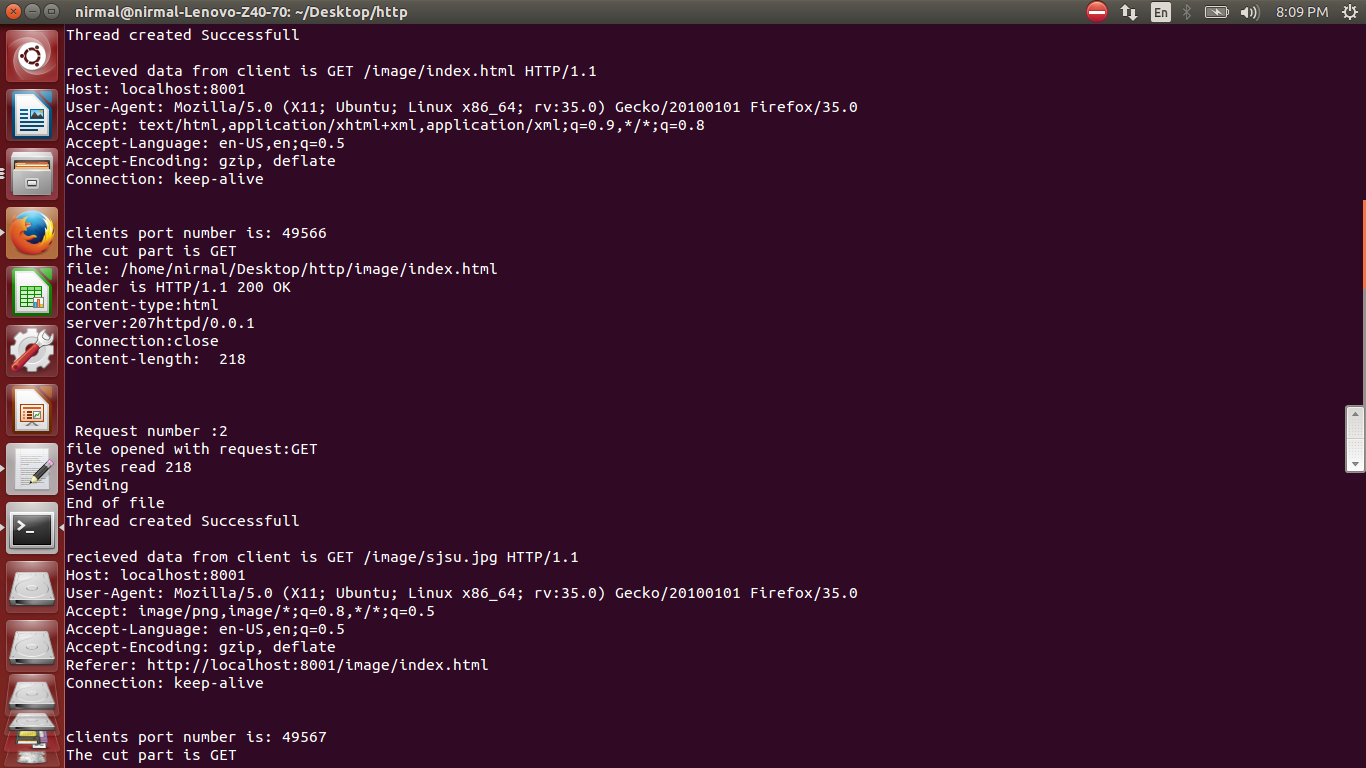 nirmal@nirmal-Lenovo-Z40-70: ~/Desktop/http
En
8:09 PM
Thread created Successfull
recieved data from client is GET /image/index.html HTTP/1.1
Host: localhost:8001
User-Agent: Mozilla/5.0 (X11; Ubuntu; Linux x86_64; rv:35.0) Gecko/20100101 Firefox/35.0
Accept: text/html,application/xhtml+xml,application/xml;q=0.9,*/*;q=0.8
Accept-Language: en-US,en;q=0.5
Accept-Encoding: gzip, deflate
Connection: keep-alive
clients port number is: 49566
The cut part is GET
file: /home/nirmal/Desktop/http/image/index.html
header is HTTP/1.1 200 OK
content-type:html
server:207httpd/0.0.1
 Connection:close
content-length:  218
 Request number :2
file opened with request:GET
Bytes read 218
Sending
End of file
Thread created Successfull
recieved data from client is GET /image/sjsu.jpg HTTP/1.1
Host: localhost:8001
User-Agent: Mozilla/5.0 (X11; Ubuntu; Linux x86_64; rv:35.0) Gecko/20100101 Firefox/35.0
Accept: image/png,image/*;q=0.8,*/*;q=0.5
Accept-Language: en-US,en;q=0.5
Accept-Encoding: gzip, deflate
Referer: http://localhost:8001/image/index.html
Connection: keep-alive
clients port number is: 49567
The cut part is GET